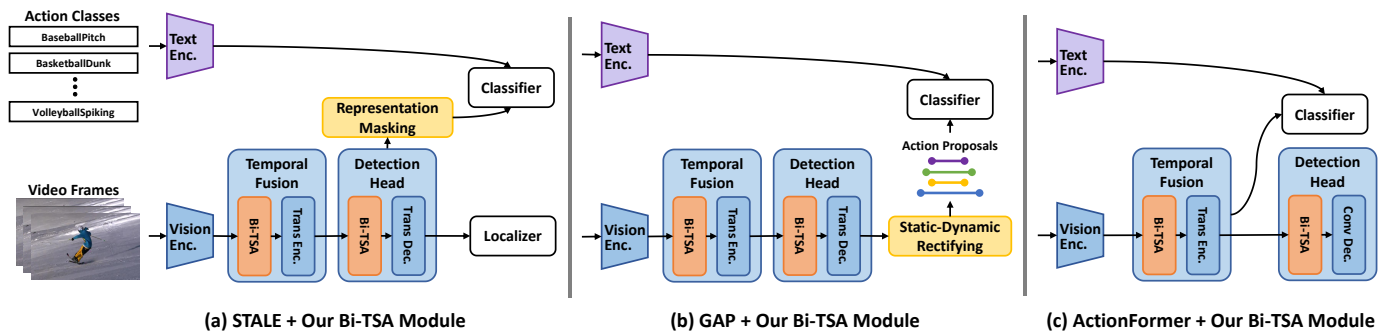 Action Classes
BaseballPitch
BasketballDunk
VolleyballSpiking
Video Frames
Text
Enc.
Vision
Enc.
Temporal
Fusion
Bi-TSA
Trans Enc.
Detection
Head
Bi-TSA
Trans Dec.
Representation
Masking
Classifier
Localizer
(a) STALE + Our Bi-TSA Module
Text
Enc.
Vision
Enc.
Temporal
Fusion
Bi-TSA
Trans Enc.
Detection
Head
Bi-TSA
Trans Dec.
Classifier
Action Proposals
Static-Dynamic
Rectifying
(b) GAP + Our Bi-TSA Module
Text
Enc.
Vision
Enc.
Temporal
Fusion
Bi-TSA
Trans Enc.
Classifier
Detection
Head
Bi-TSA
Conv Dec.
(c) ActionFormer + Our Bi-TSA Module